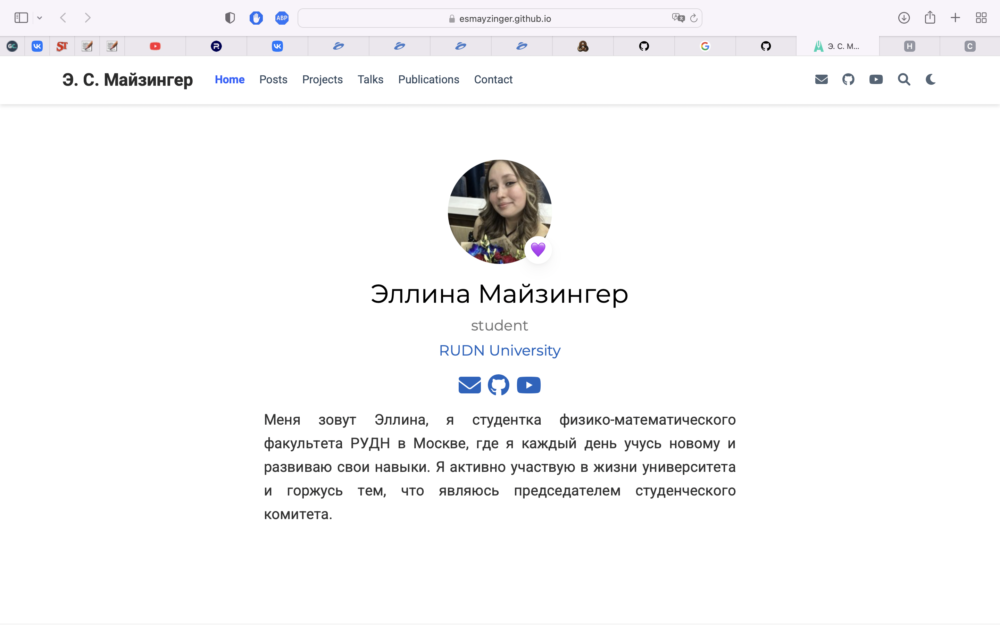 ABP
esmayzinger.github.io
GC
VK
ST
R
VK
G
Э. С. М...
H
C
Э. С. Майзингер
Home
Posts
Projects
Talks
Publications
Contact
Эллина Майзингер
student
RUDN University
Меня зовут Эллина, я студентка физико-математического
факультета РУДН в Москве, где я каждый день учусь новому и
развиваю свои навыки. Я активно участвую в жизни университета
и горжусь тем, что являюсь председателем студенческого
комитета.